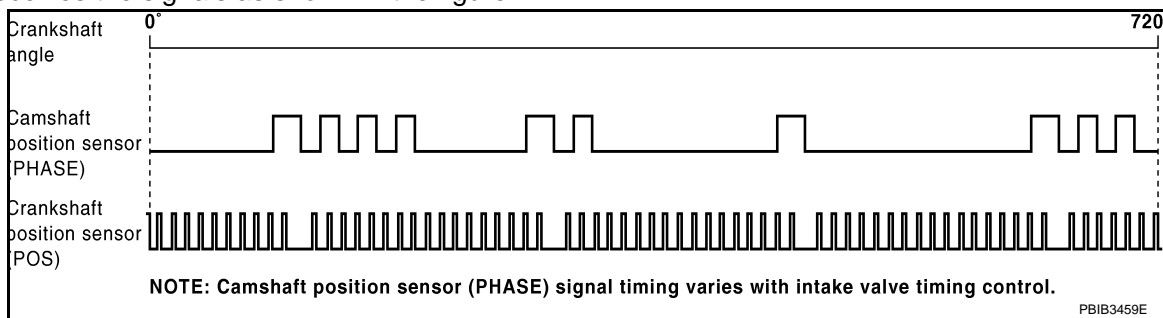 0° 720
Crankshaft
angle
Camshaft
position sensor
(PHASE)
Crankshaft
position sensor
(POS)
NOTE: Camshaft position sensor (PHASE) signal timing varies with intake valve timing control.
PBIB3459E